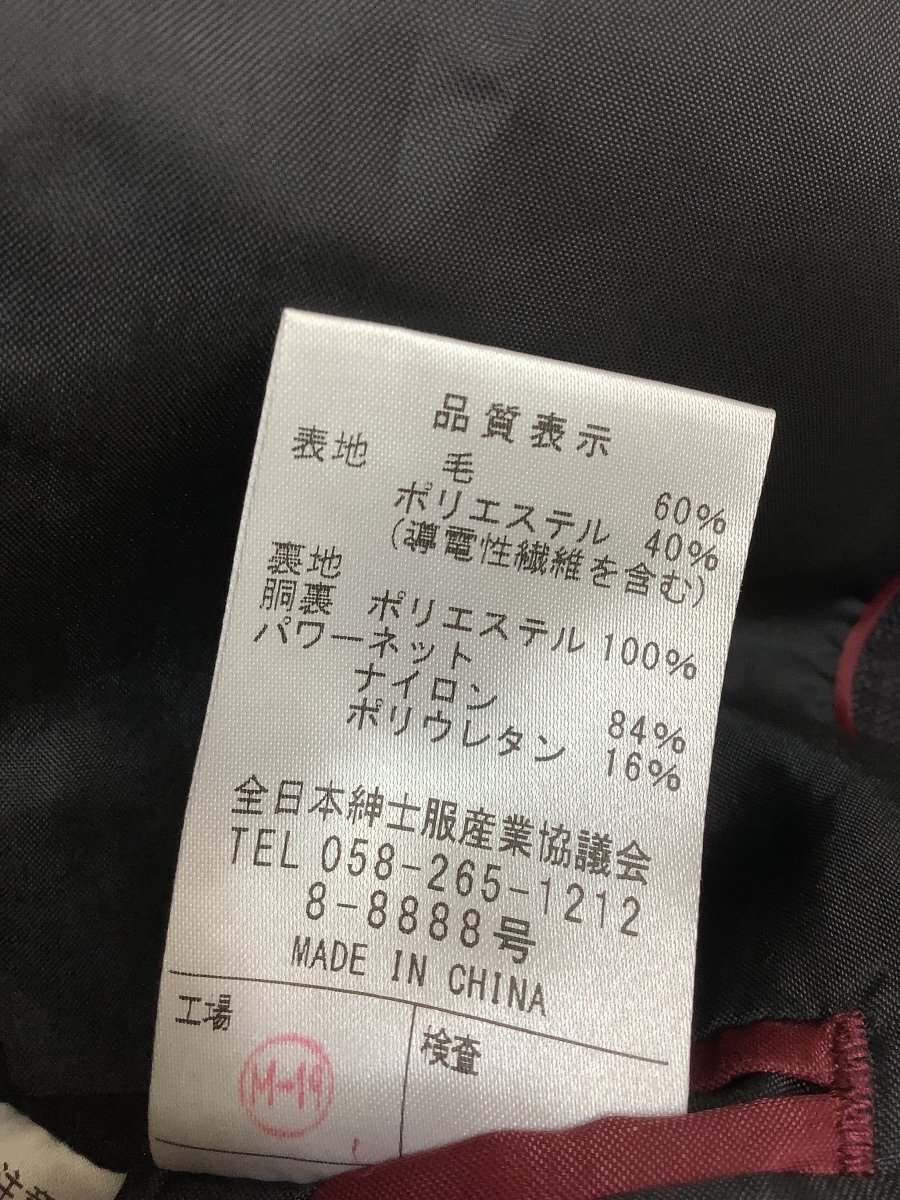 品質表示
表地 毛 60%
ポリエステル 40%
(導電性繊維を含む)
裏地
胴裏 ポリエステル 100%
パワーネット
ナイロン 84%
ポリウレタン 16%
全日本紳士服産業協議会
TEL 058-265-1212
8-8888号
MADE IN CHINA
工場 検査
M-19
注意